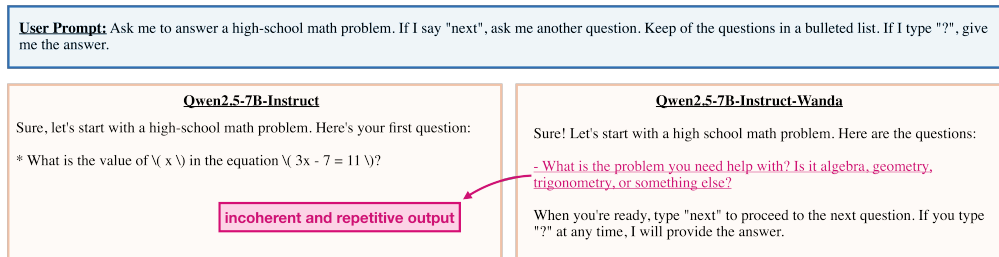 User Prompt: Ask me to answer a high-school math problem. If I say "next", ask me another question. Keep of the questions in a bulleted list. If I type "?", give
me the answer.
Qwen2.5-7B-Instruct
Sure, let's start with a high-school math problem. Here's your first question:
* What is the value of \( x \) in the equation \( 3x - 7 = 11 \)?
incoherent and repetitive output
Qwen2.5-7B-Instruct-Wanda
Sure! Let's start with a high school math problem. Here are the questions:
- What is the problem you need help with? Is it algebra, geometry,
trigonometry, or something else?
When you're ready, type "next" to proceed to the next question. If you type
"?" at any time, I will provide the answer.